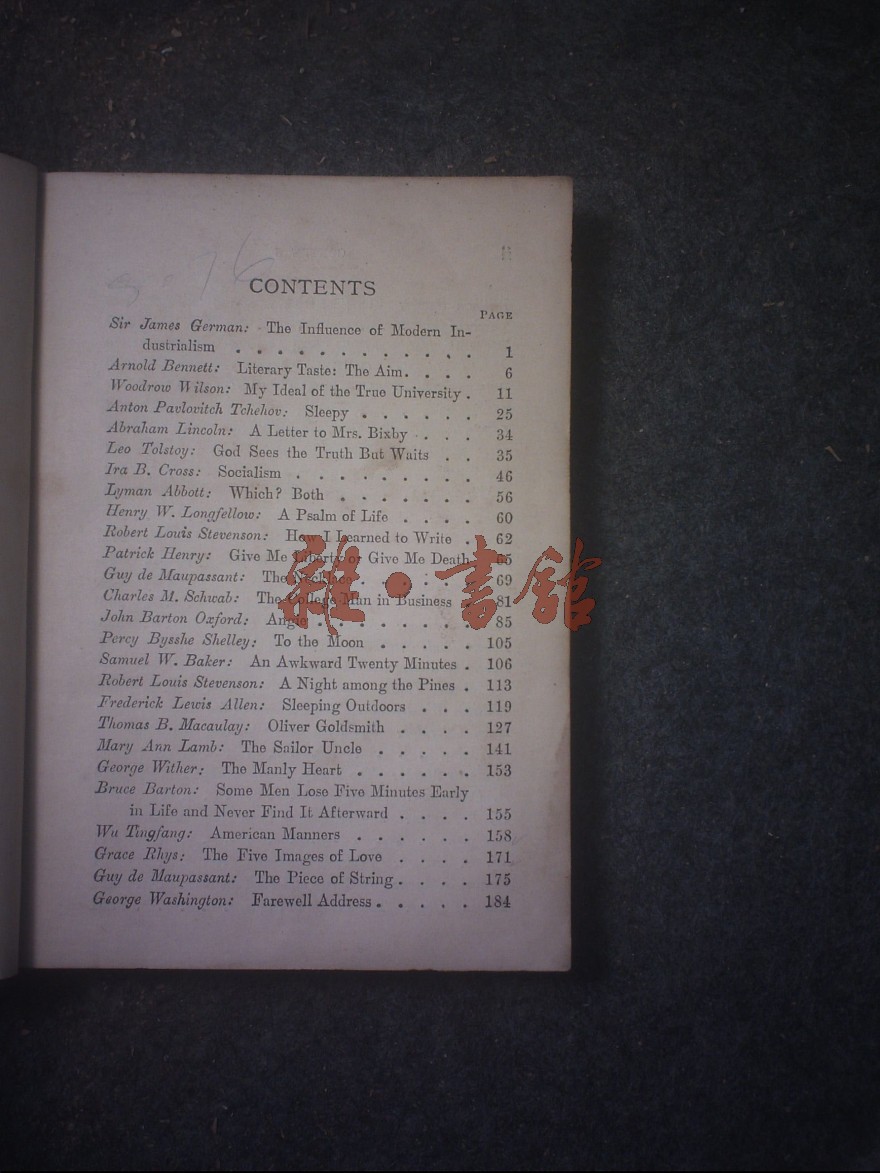 CONTENTS
PAGE
Sir James German: The Influence of Modern In-
dustrialism . . . . . . . . . . . . 1
Arnold Bennett: Literary Taste: The Aim. . . . 6
Woodrow Wilson: My Ideal of the True University . 11
Anton Pavlovitch Tchehov: Sleepy . . . . . . 25
Abraham Lincoln: A Letter to Mrs. Bixby . . . 34
Leo Tolstoy: God Sees the Truth But Waits . . 35
Ira B. Cross: Socialism . . . . . . . . . 46
Lyman Abbott: Which? Both . . . . . . . 56
Henry W. Longfellow: A Psalm of Life . . . . 60
Robert Louis Stevenson: How I Learned to Write . 62
Patrick Henry: Give Me Liberty or Give Me Death 65
Guy de Maupassant: The Necklace . . . . . 69
Charles M. Schwab: The College Man in Business . 81
John Barton Oxford: Angie . . . . . . . . 85
Percy Bysshe Shelley: To the Moon . . . . . 105
Samuel W. Baker: An Awkward Twenty Minutes . 106
Robert Louis Stevenson: A Night among the Pines . 113
Frederick Lewis Allen: Sleeping Outdoors . . . 119
Thomas B. Macaulay: Oliver Goldsmith . . . . 127
Mary Ann Lamb: The Sailor Uncle . . . . . 141
George Wither: The Manly Heart . . . . . . 153
Bruce Barton: Some Men Lose Five Minutes Early
in Life and Never Find It Afterward . . . . 155
Wu Tingfang: American Manners . . . . . . 158
Grace Rhys: The Five Images of Love . . . . 171
Guy de Maupassant: The Piece of String . . . . 175
George Washington: Farewell Address . . . . . 184
雜·書館